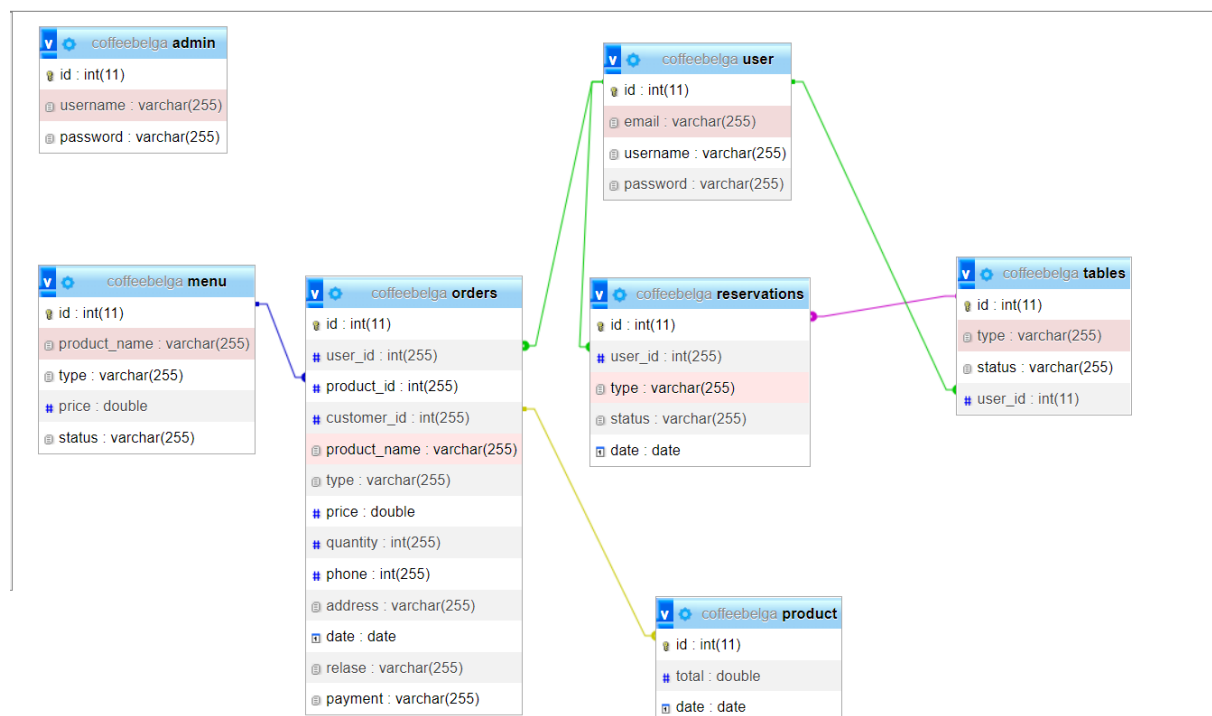 coffeebelga admin
id : int(11)
username : varchar(255)
password : varchar(255)
coffeebelga user
id : int(11)
email : varchar(255)
username : varchar(255)
password : varchar(255)
coffeebelga menu
id : int(11)
product_name : varchar(255)
type : varchar(255)
price : double
status : varchar(255)
coffeebelga orders
id : int(11)
user_id : int(255)
product_id : int(255)
customer_id : int(255)
product_name : varchar(255)
type : varchar(255)
price : double
quantity : int(255)
phone : int(255)
address : varchar(255)
date : date
relase : varchar(255)
payment : varchar(255)
coffeebelga reservations
id : int(11)
user_id : int(255)
type : varchar(255)
status : varchar(255)
date : date
coffeebelga tables
id : int(11)
type : varchar(255)
status : varchar(255)
user_id : int(11)
coffeebelga product
id : int(11)
total : double
date : date